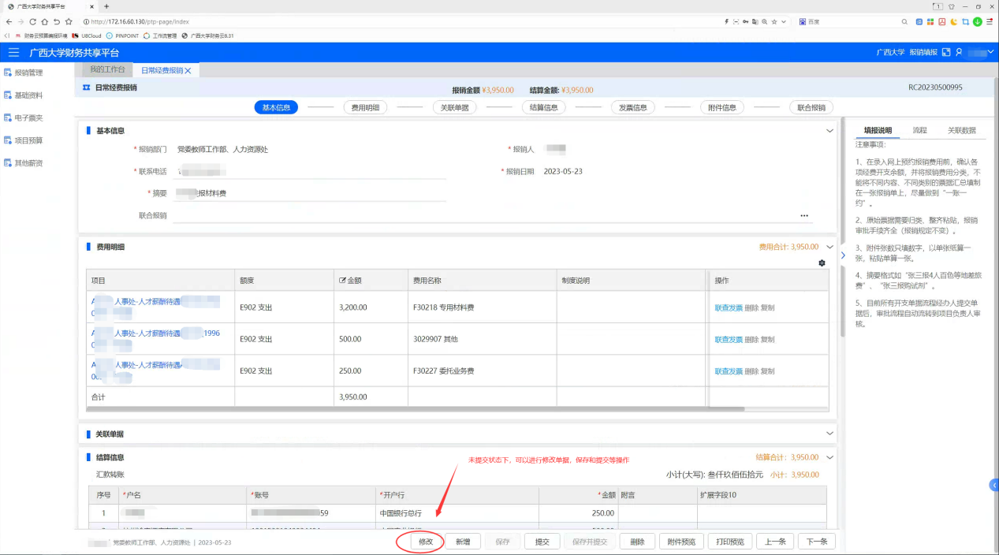 广西大学财务共享平台
http://172.16.60.130/ptp-page/index
百度
财务云预算编报环境 U8Cloud PINPOINT 工作流管理 广西大学财务云8.31
广西大学财务共享平台
广西大学 报销填报
报销管理
基础资料
电子票夹
项目预算
其他薪资
我的工作台 日常经费报销
日常经费报销
报销金额 ¥3,950.00 结算金额: ¥3,950.00
RC20230500995
基本信息 费用明细 关联单据 结算信息 发票信息 附件信息 联合报销
基本信息
* 报销部门 党委教师工作部、人力资源处
* 报销人
* 联系电话
* 报销日期 2023-05-23
* 摘要 报材料费
联合报销 •••
费用明细
费用合计: 3,950.00
项目 额度 金额 费用名称 制度说明 操作
A 人事处-人才薪酬待遇
E902 支出 3,200.00 F30218 专用材料费 联查发票 删除 复制
A 人事处-人才薪酬待遇 1996
E902 支出 500.00 3029907 其他 联查发票 删除 复制
A 人事处-人才薪酬待遇
E902 支出 250.00 F30227 委托业务费 联查发票 删除 复制
合计 3,950.00
关联单据
结算信息
结算合计: 3,950.00
未提交状态下，可以进行修改单据，保存和提交等操作
汇款转账
小计(大写): 叁仟玖佰伍拾元 小计: 3,950.00
序号 *户名 *账号 *开户行 *金额 附言 扩展字段10
1 59 中国银行总行 250.00
党委教师工作部、人力资源处 | 2023-05-23
修改 新增 保存 提交 保存并提交 删除 附件预览 打印预览 上一条 下一条
填报说明 流程 关联数据
注意事项:
1、在录入网上预约报销费用前，确认各
项经费开支余额，并将报销费用分类，不
能将不同内容、不同类别的票据汇总填制
在一张报销单上，尽量做到“一账一
约”。
2、原始票据需要归类、整齐粘贴，报销
审批手续齐全（报销规定不变）。
3、附件张数只填数字，以单张纸算一
张，粘贴单算一张。
4、摘要格式如“张三报4人百色等地差旅
费”、“张三报购试剂”。
5、目前所有开支单据流程经办人提交单
据后，审批流程自动流转到项目负责人审
核。